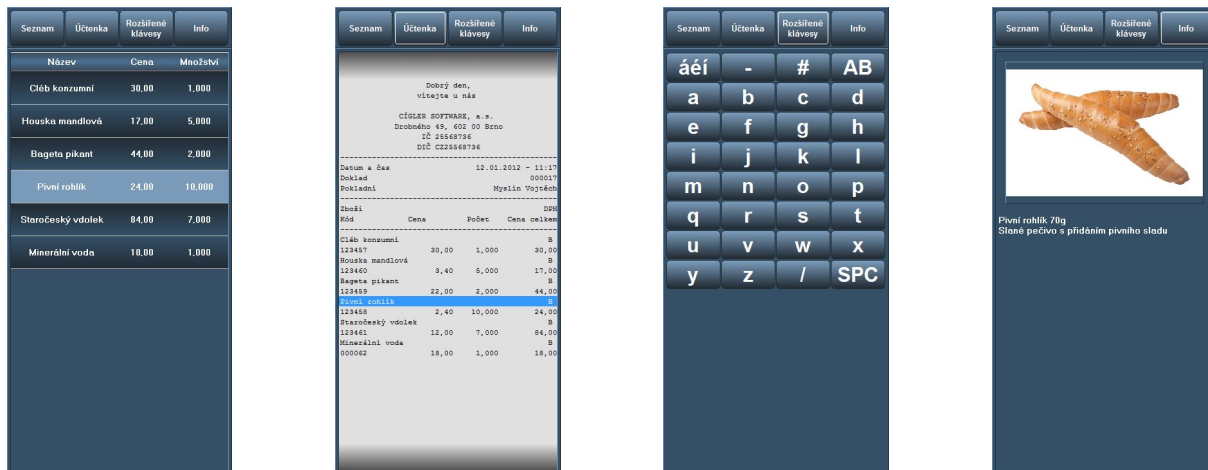 Seznam Účtenka Rozšířené klávesy Info
Název Cena Množství
Cléb konzumní 30,00 1,000
Houska mandlová 17,00 5,000
Bageta pikant 44,00 2,000
Pivní rohlík 24,00 10,000
Staročeský vdolek 84,00 7,000
Minerální voda 18,00 1,000
Seznam Účtenka Rozšířené klávesy Info
Dobrý den,
vítejte u nás
CÍGLER SOFTWARE, a.s.
Drobného 49, 602 00 Brno
IČ 25568736
DIČ CZ25568736
Datum a čas 12.01.2012 - 11:17
Doklad 000017
Pokladní Myslín Vojtěch
Zboží DPH
Kód Cena Počet Cena celkem
Cléb konzumní B
123457 30,00 1,000 30,00
Houska mandlová B
123460 3,40 5,000 17,00
Bageta pikant B
123459 22,00 2,000 44,00
Pivní rohlík B
123458 2,40 10,000 24,00
Staročeský vdolek B
123461 12,00 7,000 84,00
Minerální voda B
000062 18,00 1,000 18,00
Seznam Účtenka Rozšířené klávesy Info
áéí - # AB
a b c d
e f g h
i j k l
m n o p
q r s t
u v w x
y z / SPC
Seznam Účtenka Rozšířené klávesy Info
Pivní rohlík 70g
Slané pečivo s přidáním pivního sladu